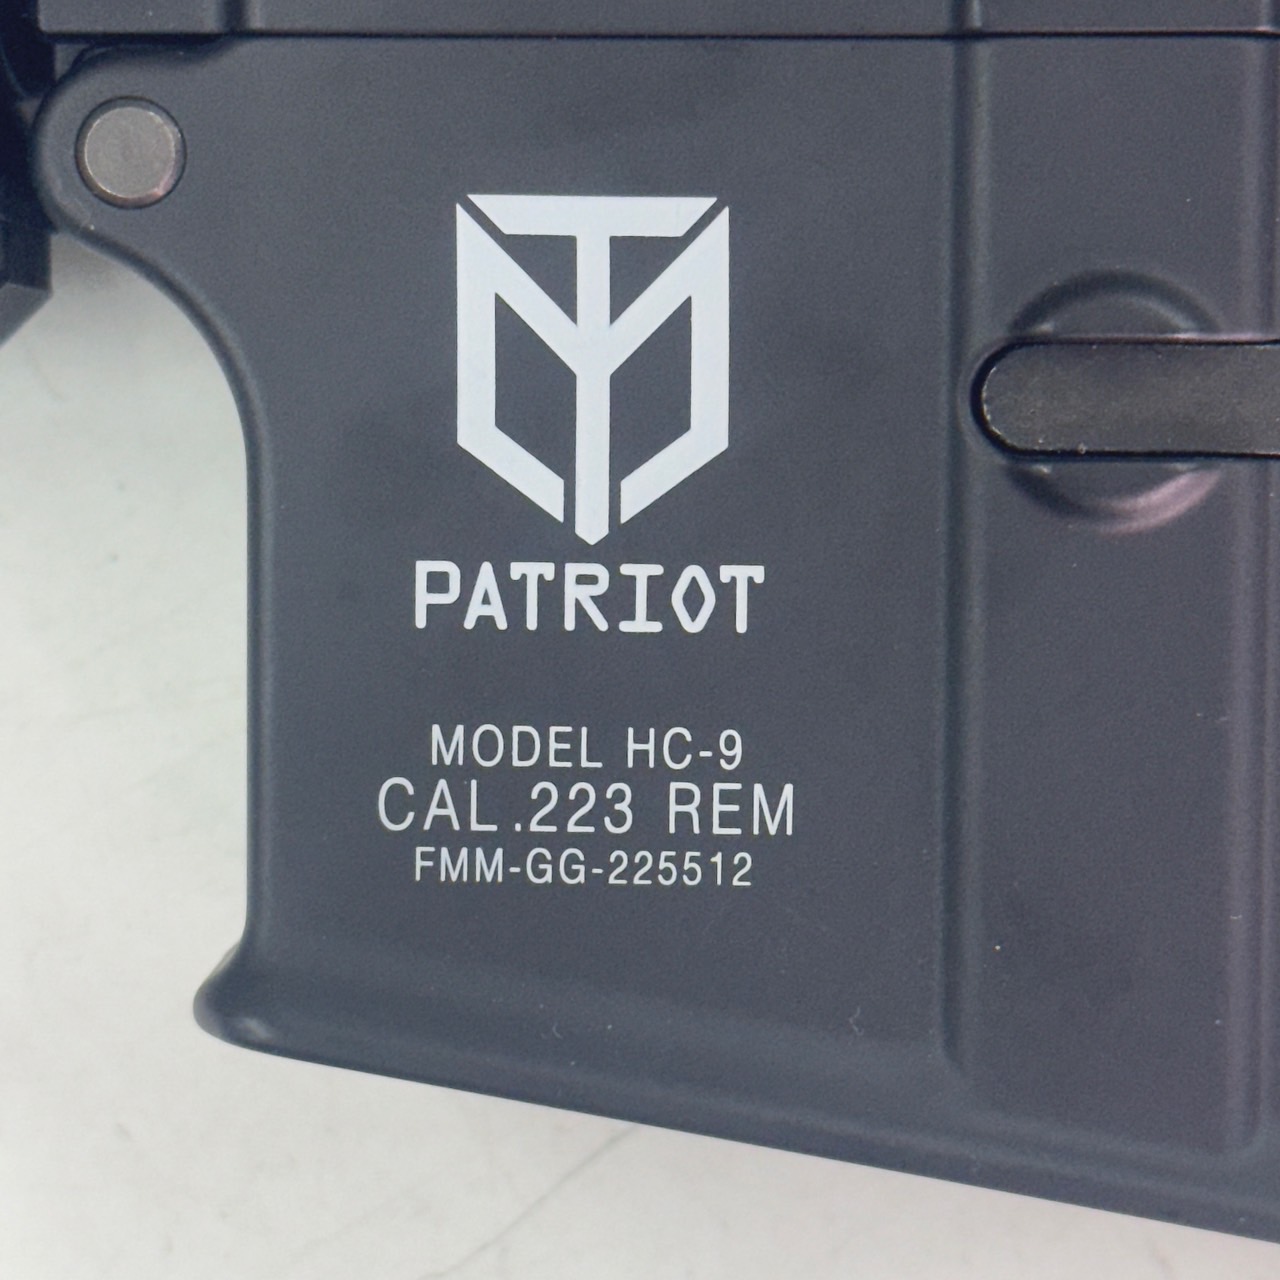 PATRIOT
MODEL HC-9
CAL .223 REM
FMM-GG-225512